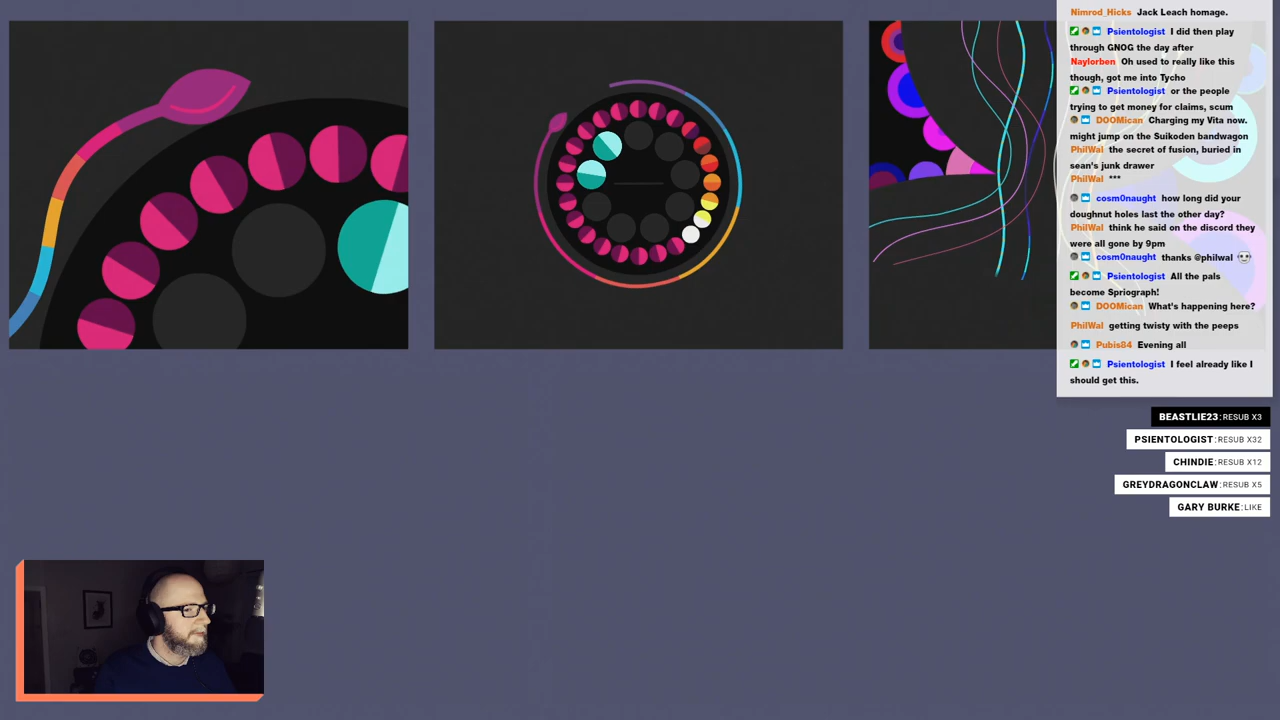 Nimrod_Hicks Jack Leach homage.
Psientologist I did then play
through GNOG the day after
Naylorben Oh used to really like this
though, got me into Tycho
Psientologist or the people
trying to get money for claims, scum
DOOMican Charging my Vita now.
might jump on the Suikoden bandwagon
PhilWal the secret of fusion, buried in
sean's junk drawer
PhilWal ***
cosm0naught how long did your
doughnut holes last the other day?
PhilWal think he said on the discord they
were all gone by 9pm
cosm0naught thanks @philwal
Psientologist All the pals
become Spriograph!
DOOMican What's happening here?
PhilWal getting twisty with the peeps
Pubis84 Evening all
Psientologist I feel already like I
should get this.
BEASTLIE23: RESUB X3
PSIENTOLOGIST: RESUB X32
CHINDIE: RESUB X12
GREYDRAGONCLAW: RESUB X5
GARY BURKE: LIKE